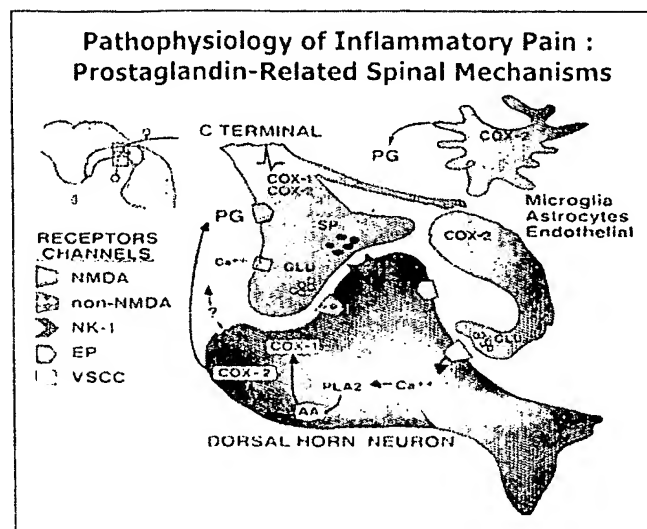 Pathophysiology of Inflammatory Pain :
Prostaglandin-Related Spinal Mechanisms
C TERMINAL
COX-1
COX-2
PG
SP
Ca++
GLU
COX-2
PG
Microglia
Astrocytes
Endothelial
COX-2
GLU
RECEPTORS
CHANNELS
NMDA
non-NMDA
NK-1
EP
VSCC
?
COX-1
COX-2
PLA2
Ca++
AA
DORSAL HORN NEURON